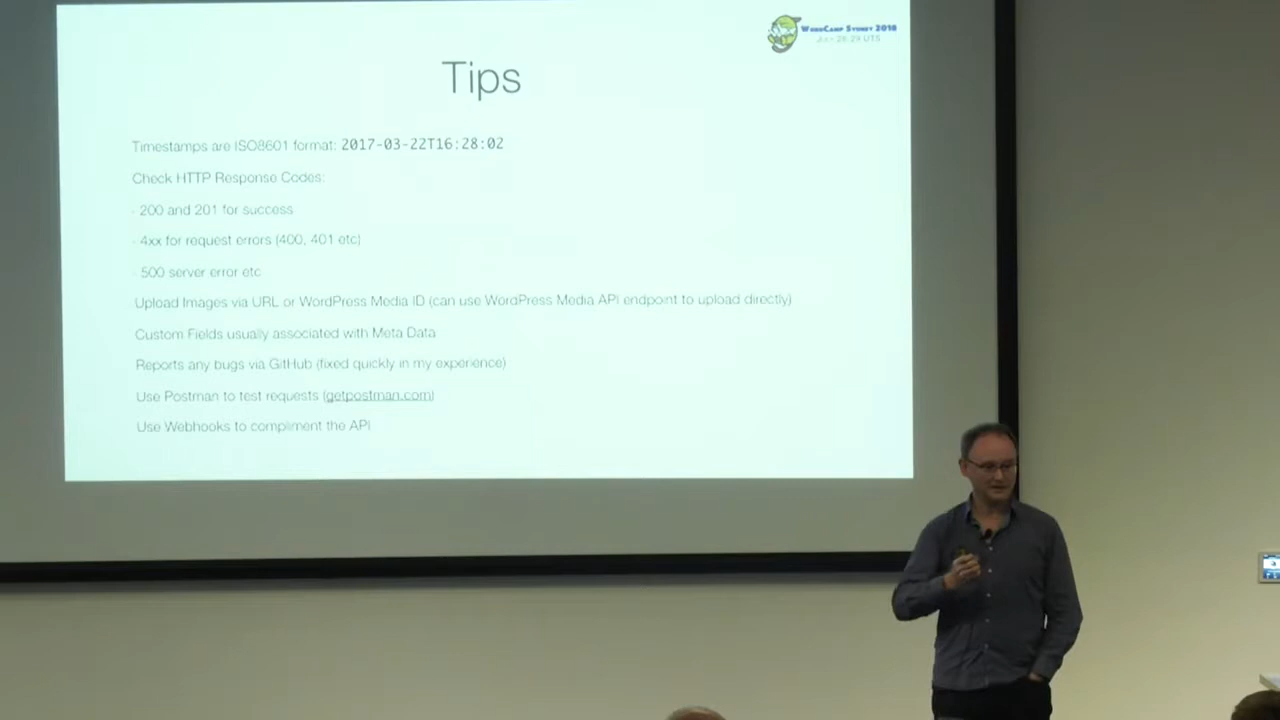 WordCamp Sydney 2018
Tips
Timestamps are ISO8601 format: 2017-03-22T16:28:02
Check HTTP Response Codes:
- 200 and 201 for success
- 4xx for request errors (400, 401 etc)
- 500 server error etc
Upload Images via URL or WordPress Media ID (can use WordPress Media API endpoint to upload directly)
Custom Fields usually associated with Meta Data
Reports any bugs via GitHub (fixed quickly in my experience)
Use Postman to test requests (getpostman.com)
Use Webhooks to compliment the API